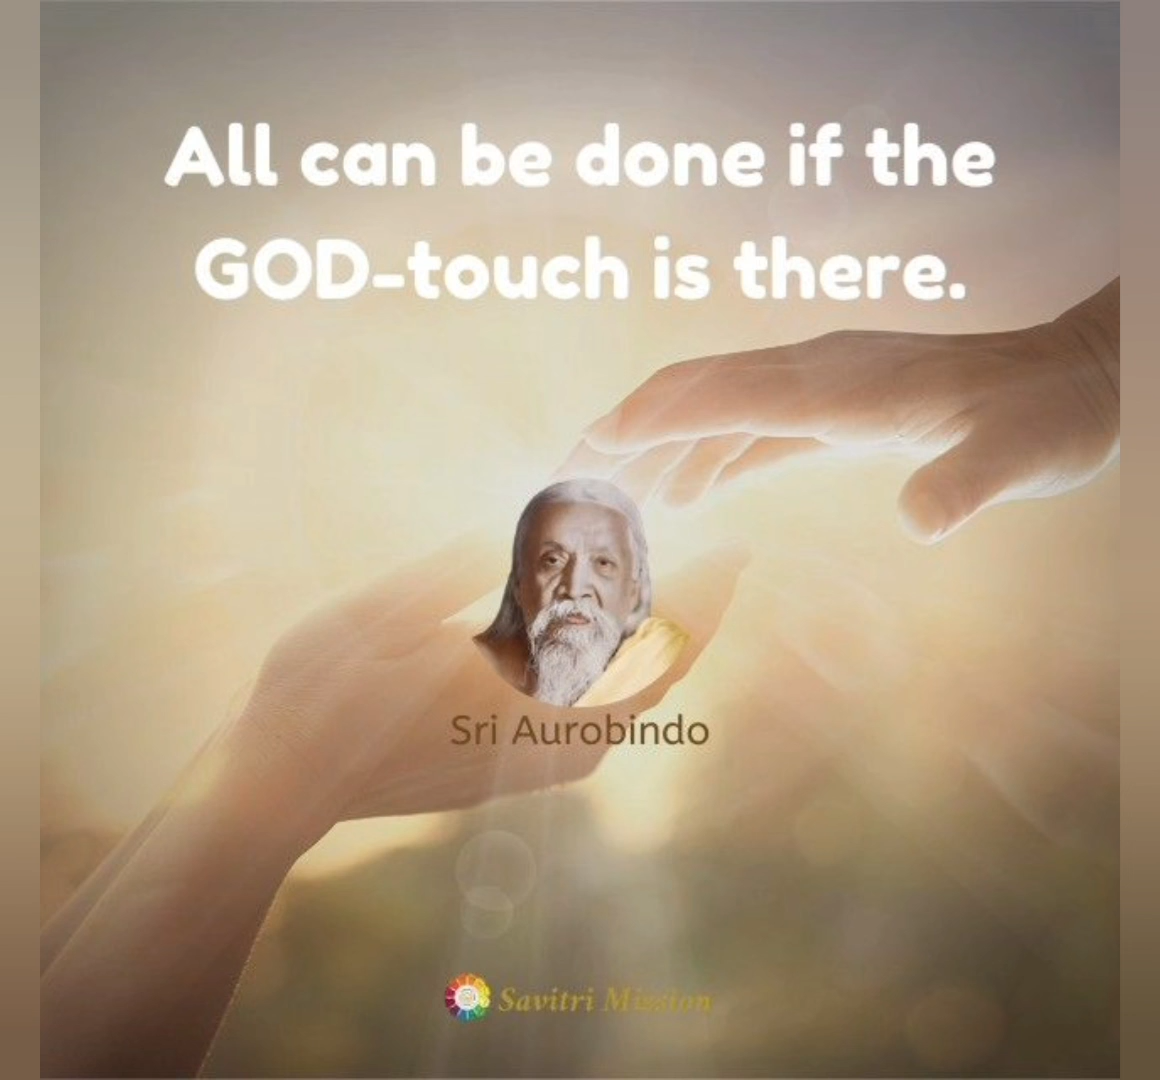 All can be done if the
GOD-touch is there.
Sri Aurobindo
Savitri Mission